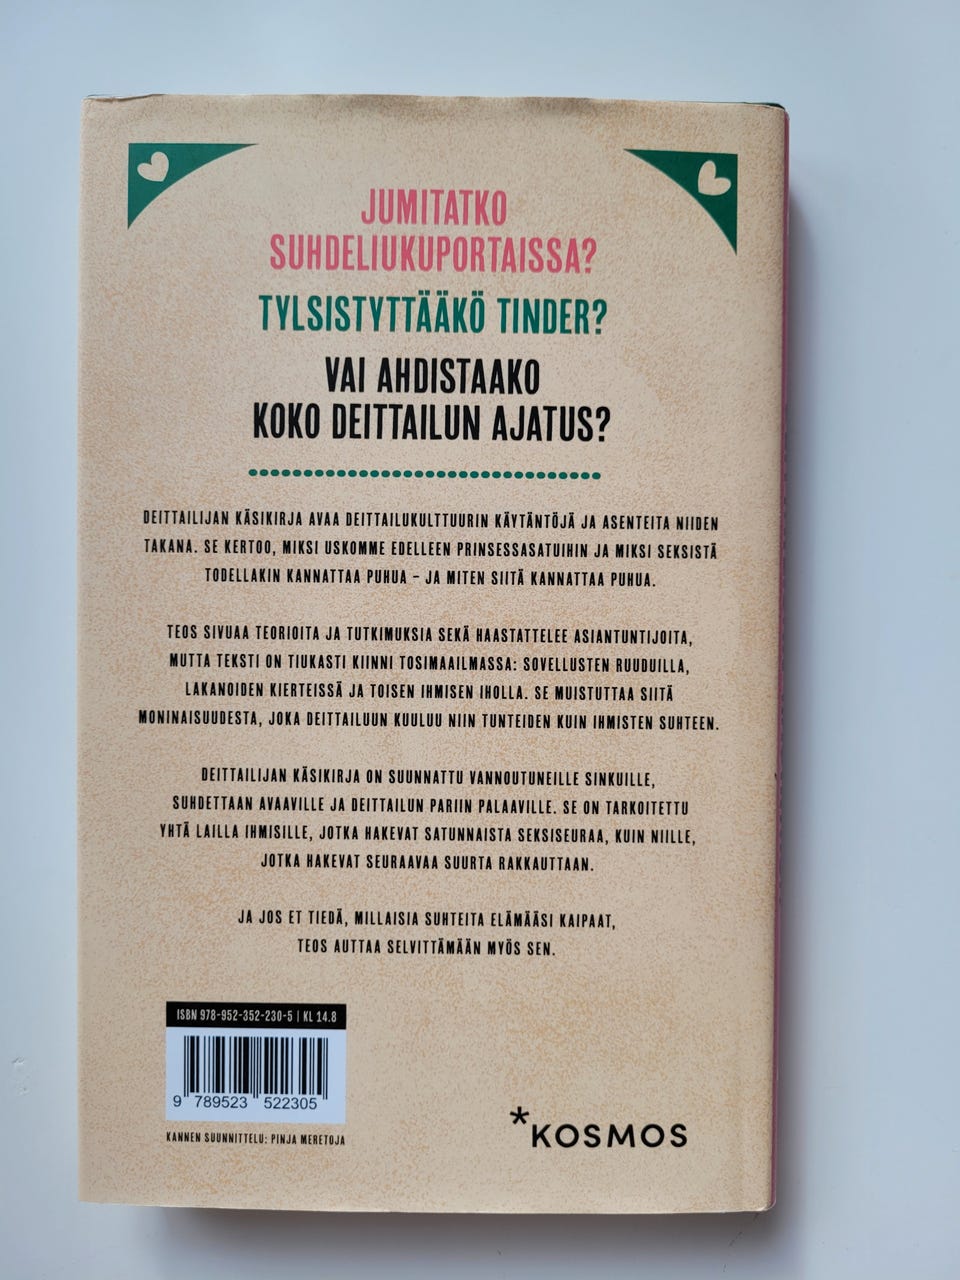 JUMITATKO
SUHDELIUKUPORTAISSA?
TYLSISTYTTÄÄKÖ TINDER?
VAI AHDISTAAKO
KOKO DEITTAILUN AJATUS?
DEITTAILIJAN KÄSIKIRJA AVAA DEITTAILUKULTTUURIN KÄYTÄNTÖJÄ JA ASENTEITA NIIDEN
TAKANA. SE KERTOO, MIKSI USKOMME EDELLEEN PRINSESSASATUIHIN JA MIKSI SEKSISTÄ
TODELLAKIN KANNATTAA PUHUA – JA MITEN SIITÄ KANNATTAA PUHUA.
TEOS SIVUAA TEORIOITA JA TUTKIMUKSIA SEKÄ HAASTATTELEE ASIANTUNTIJOITA,
MUTTA TEKSTI ON TIUKASTI KIINNI TOSIMAAILMASSA: SOVELLUSTEN RUUDUILLA,
LAKANOIDEN KIERTEISSÄ JA TOISEN IHMISEN IHOLLA. SE MUISTUTTAA SIITÄ
MONINAISUUDESTA, JOKA DEITTAILUUN KUULUU NIIN TUNTEIDEN KUIN IHMISTEN SUHTEEN.
DEITTAILIJAN KÄSIKIRJA ON SUUNNATTU VANNOUTUNEILLE SINKUILLE,
SUHDETTAAN AVAAVILLE JA DEITTAILUN PARIIN PALAAVILLE. SE ON TARKOITETTU
YHTÄ LAILLA IHMISILLE, JOTKA HAKEVAT SATUNNAISTA SEKSISEURAA, KUIN NIILLE,
JOTKA HAKEVAT SEURAAVAA SUURTA RAKKAUTTAAN.
JA JOS ET TIEDÄ, MILLAISIA SUHTEITA ELÄMÄÄSI KAIPAAT,
TEOS AUTTAA SELVITTÄMÄÄN MYÖS SEN.
ISBN 978-952-352-230-5 | KL 14.8
9 789523 522305
KANNEN SUUNNITTELU: PINJA MERETOJA
*KOSMOS